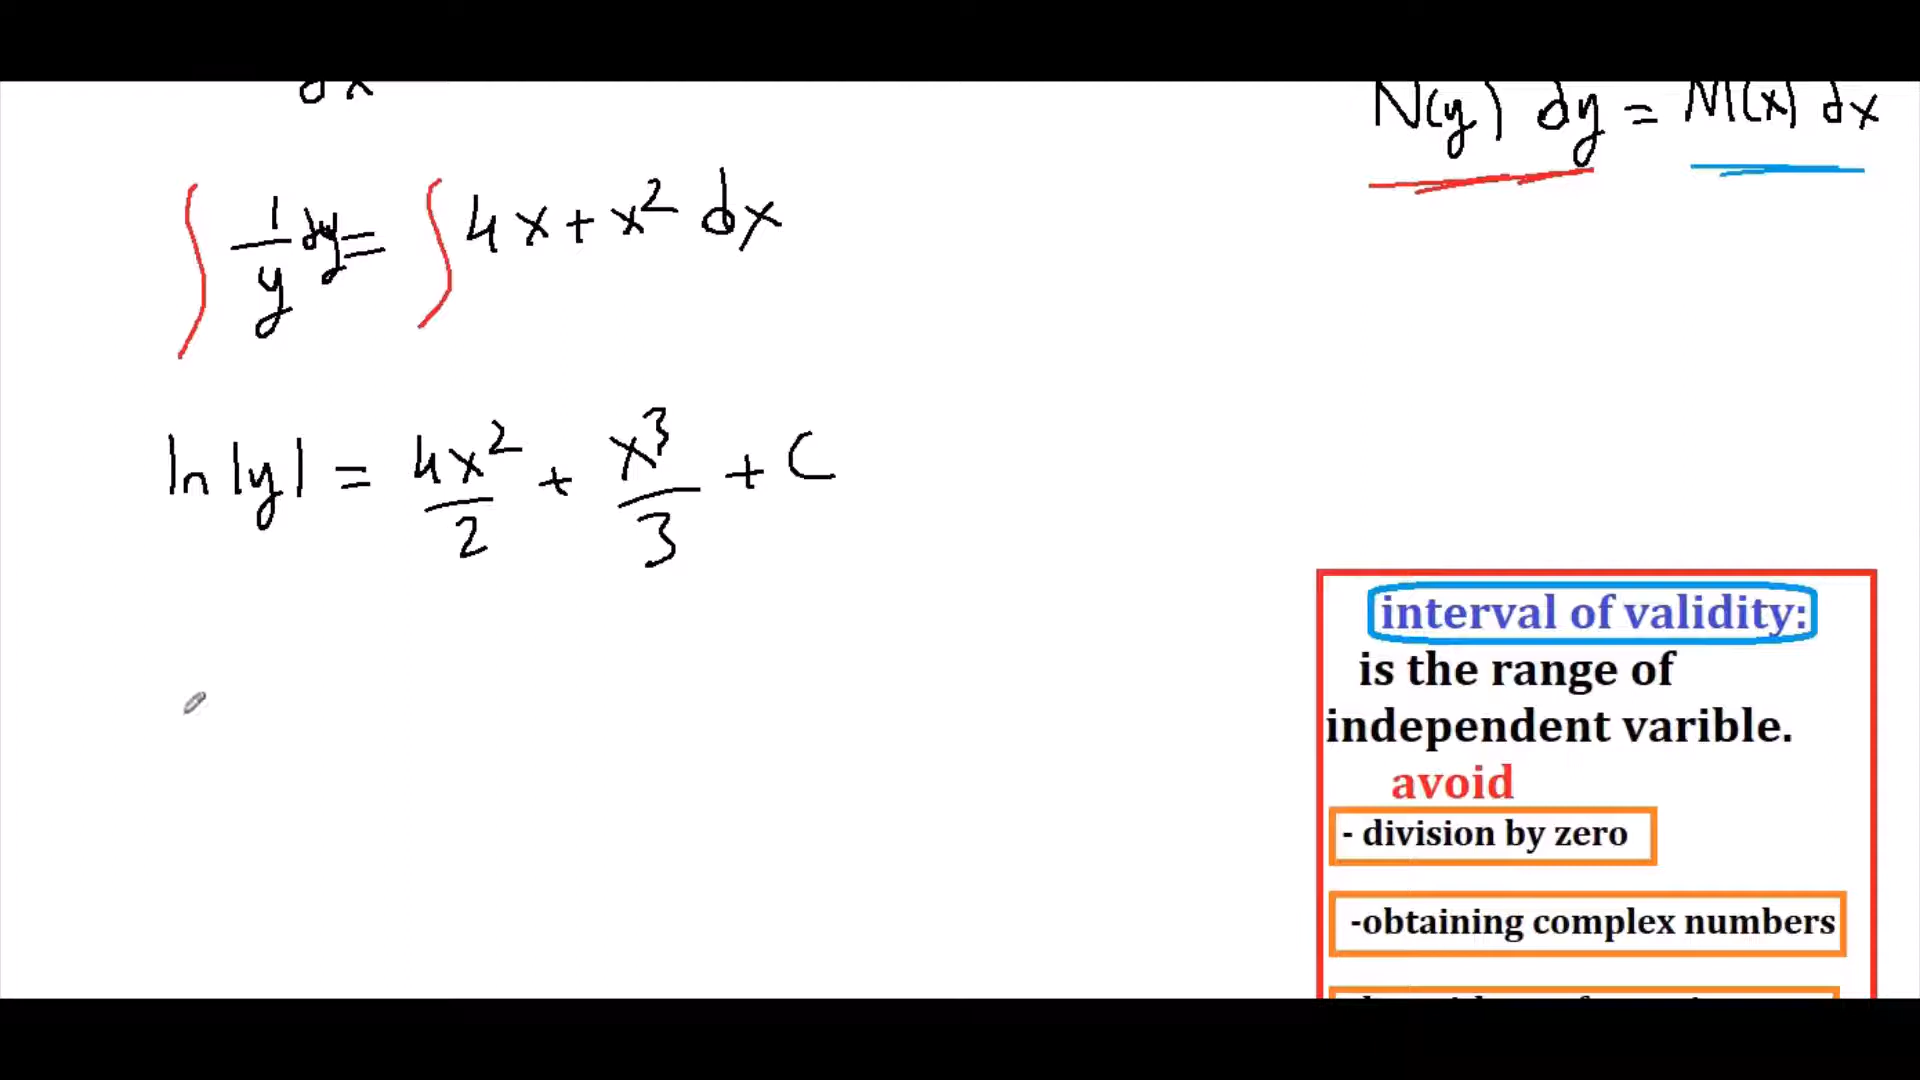 dx
N(y) dy = M(x) dx
∫ 1/y dy = ∫ 4x + x² dx
ln |y| = 4x²/2 + x³/3 + C
interval of validity:
is the range of
independent varible.
avoid
- division by zero
-obtaining complex numbers